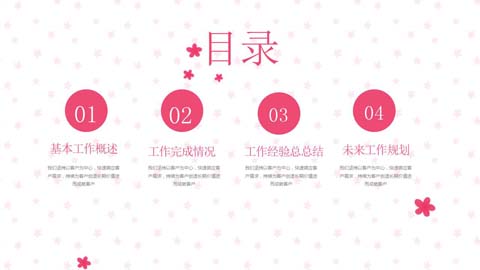 目录
01
02
03
04
基本工作概述
工作完成情况
工作经验总总结
未来工作规划
我们坚持以客户为中心,快速响应客
户需求,持续为客户创造长期价值进
而成就客户
我们坚持以客户为中心,快速响应客
户需求,持续为客户创造长期价值进
而成就客户
我们坚持以客户为中心,快速响应客
户需求,持续为客户创造长期价值进
而成就客户
我们坚持以客户为中心,快速响应客
户需求,持续为客户创造长期价值进
而成就客户